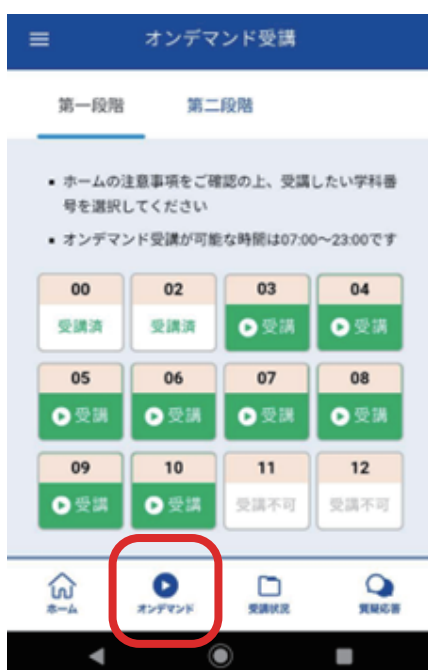 オンデマンド受講
第一段階 第二段階
▪ ホームの注意事項をご確認の上、受講したい学科番
号を選択してください
▪ オンデマンド受講が可能な時間は07:00〜23:00です
00 02 03 04
受講済 受講済 受講 受講
05 06 07 08
受講 受講 受講 受講
09 10 11 12
受講 受講 受講不可 受講不可
ホーム オンデマンド 受講状況 質疑応答